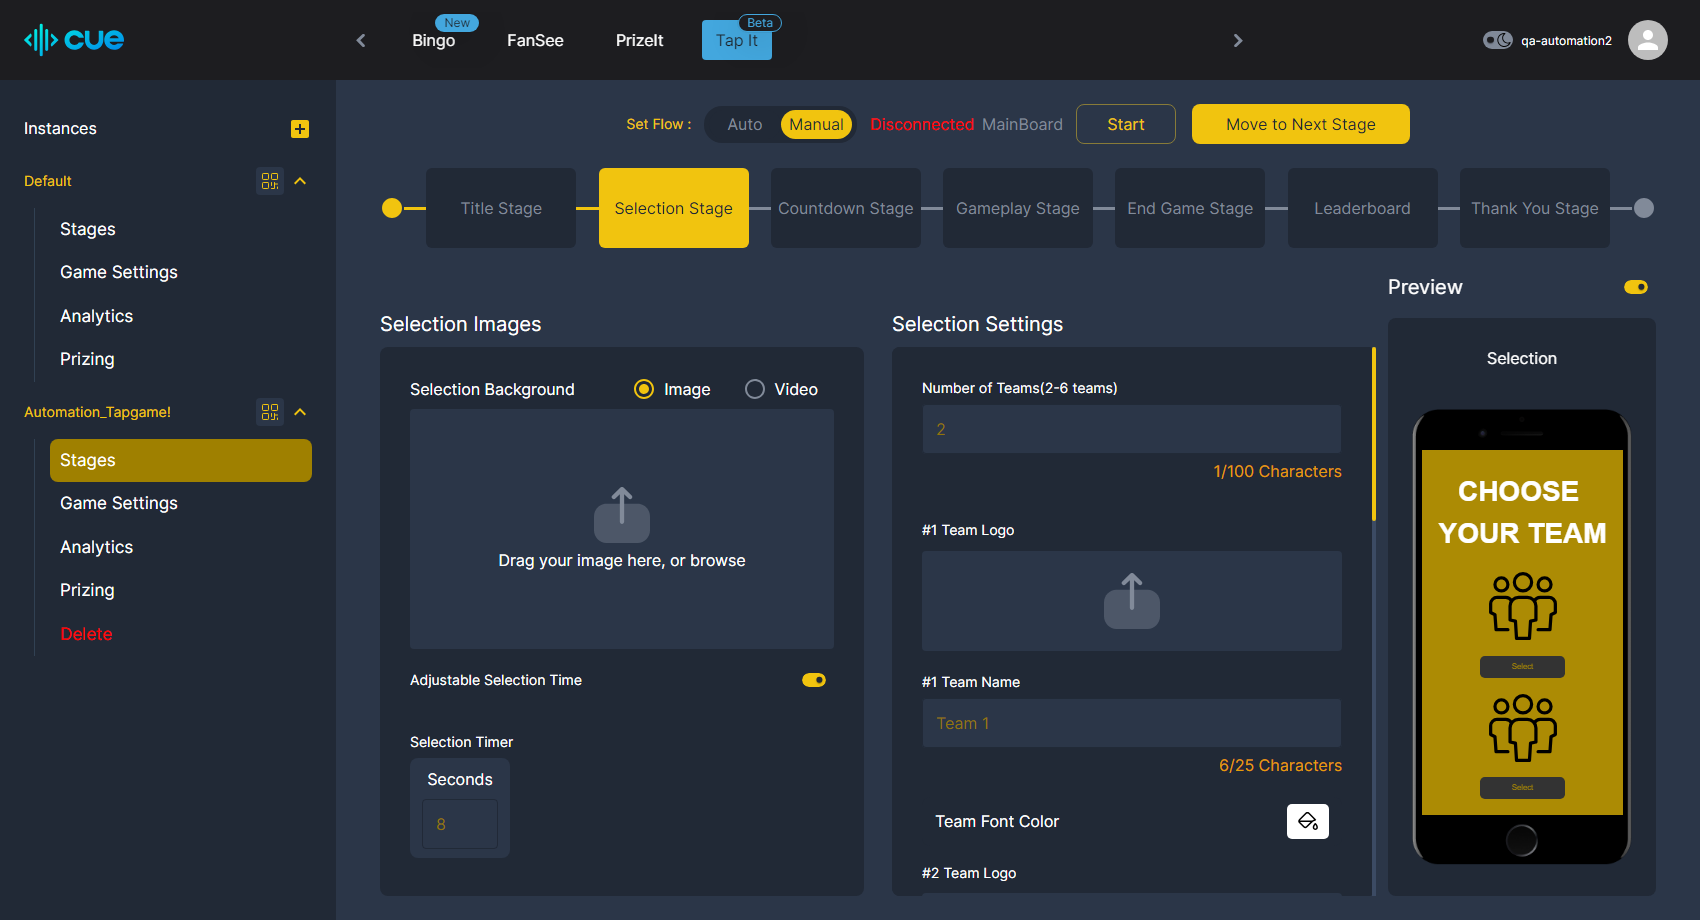 cue
New
Bingo
FanSee
PrizeIt
Beta
Tap It
qa-automation2
Instances
Default
Stages
Game Settings
Analytics
Prizing
Automation_Tapgame!
Stages
Game Settings
Analytics
Prizing
Delete
Set Flow :
Auto
Manual
Disconnected MainBoard
Start
Move to Next Stage
Title Stage
Selection Stage
Countdown Stage
Gameplay Stage
End Game Stage
Leaderboard
Thank You Stage
Selection Images
Selection Background
Image
Video
Drag your image here, or browse
Adjustable Selection Time
Selection Timer
Seconds
8
Selection Settings
Number of Teams(2-6 teams)
2
1/100 Characters
#1 Team Logo
#1 Team Name
Team 1
6/25 Characters
Team Font Color
#2 Team Logo
Preview
Selection
CHOOSE
YOUR TEAM
Select
Select